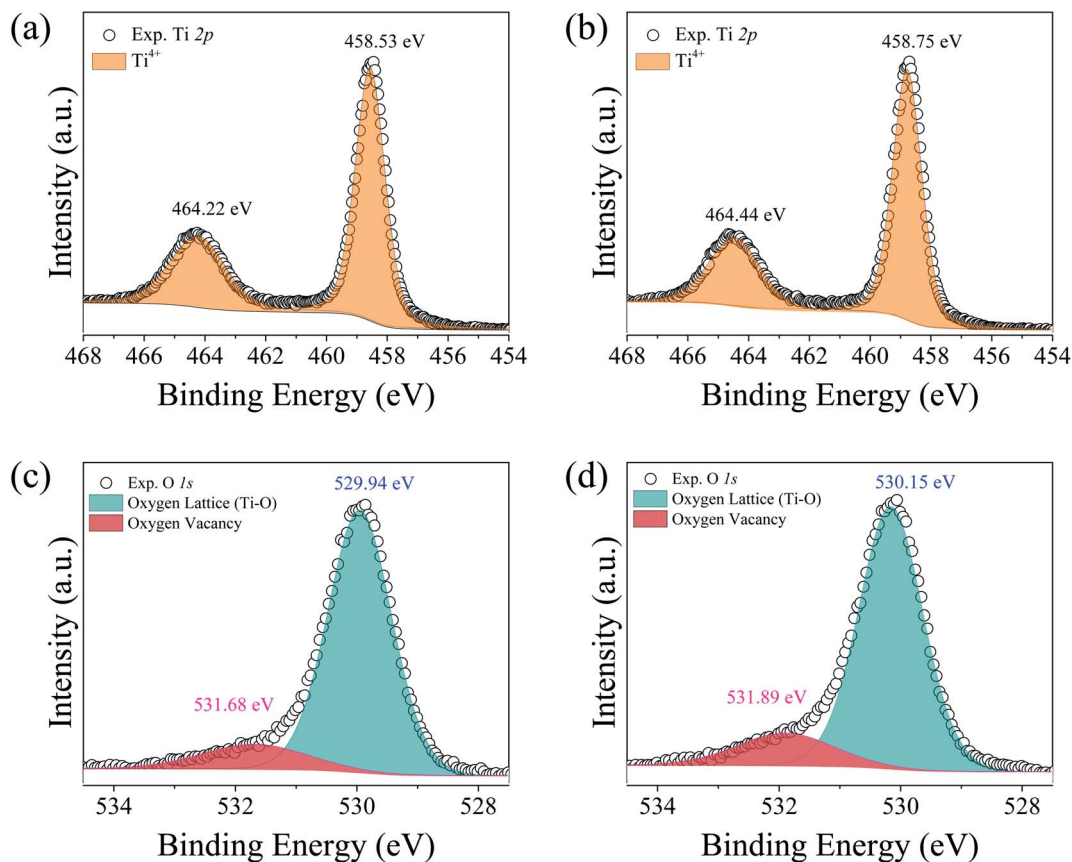 (a)
Exp. Ti 2p
Ti⁴⁺
458.53 eV
464.22 eV
Intensity (a.u.)
468 466 464 462 460 458 456 454
Binding Energy (eV)
(b)
Exp. Ti 2p
Ti⁴⁺
458.75 eV
464.44 eV
Intensity (a.u.)
468 466 464 462 460 458 456 454
Binding Energy (eV)
(c)
Exp. O 1s
Oxygen Lattice (Ti-O)
Oxygen Vacancy
529.94 eV
531.68 eV
Intensity (a.u.)
534 532 530 528
Binding Energy (eV)
(d)
Exp. O 1s
Oxygen Lattice (Ti-O)
Oxygen Vacancy
530.15 eV
531.89 eV
Intensity (a.u.)
534 532 530 528
Binding Energy (eV)